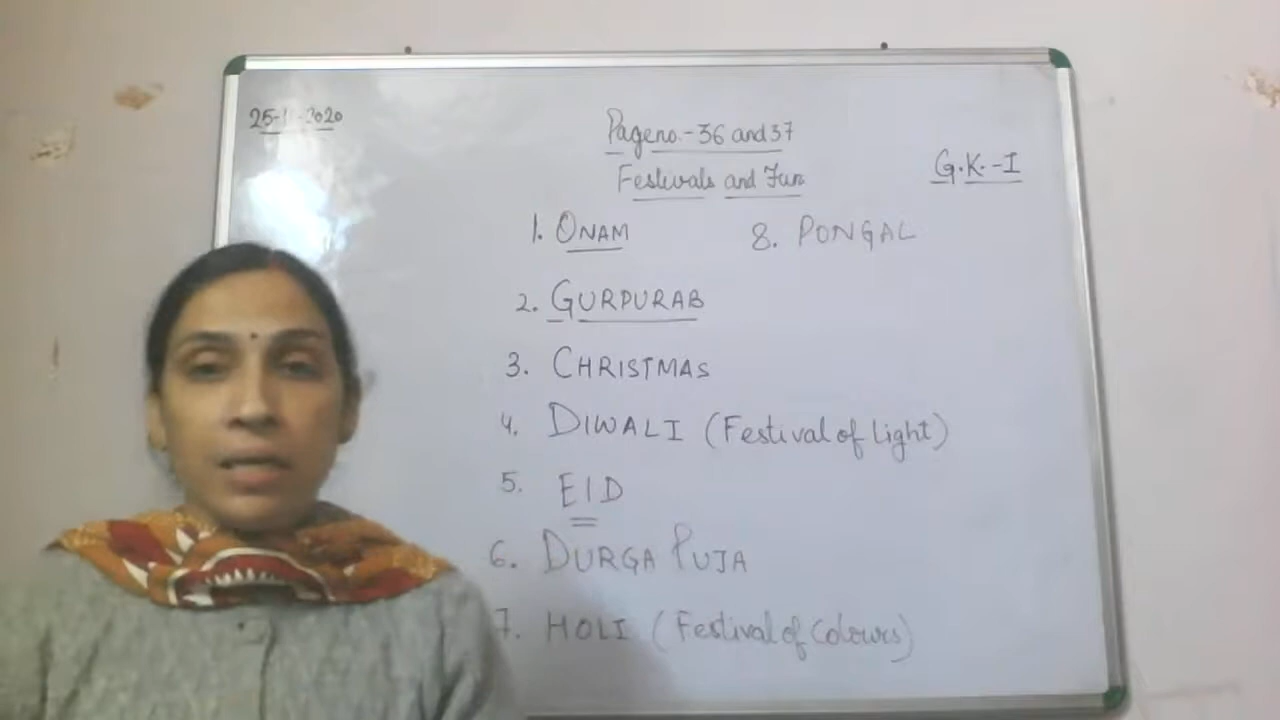 25-11-2020
Page no.-36 and 37
Festivals and Fun
G.K.-I
1. ONAM
8. PONGAL
2. GURPURAB
3. CHRISTMAS
4. DIWALI (Festival of light)
5. EID
6. DURGA PUJA
7. HOLI (Festival of Colours)